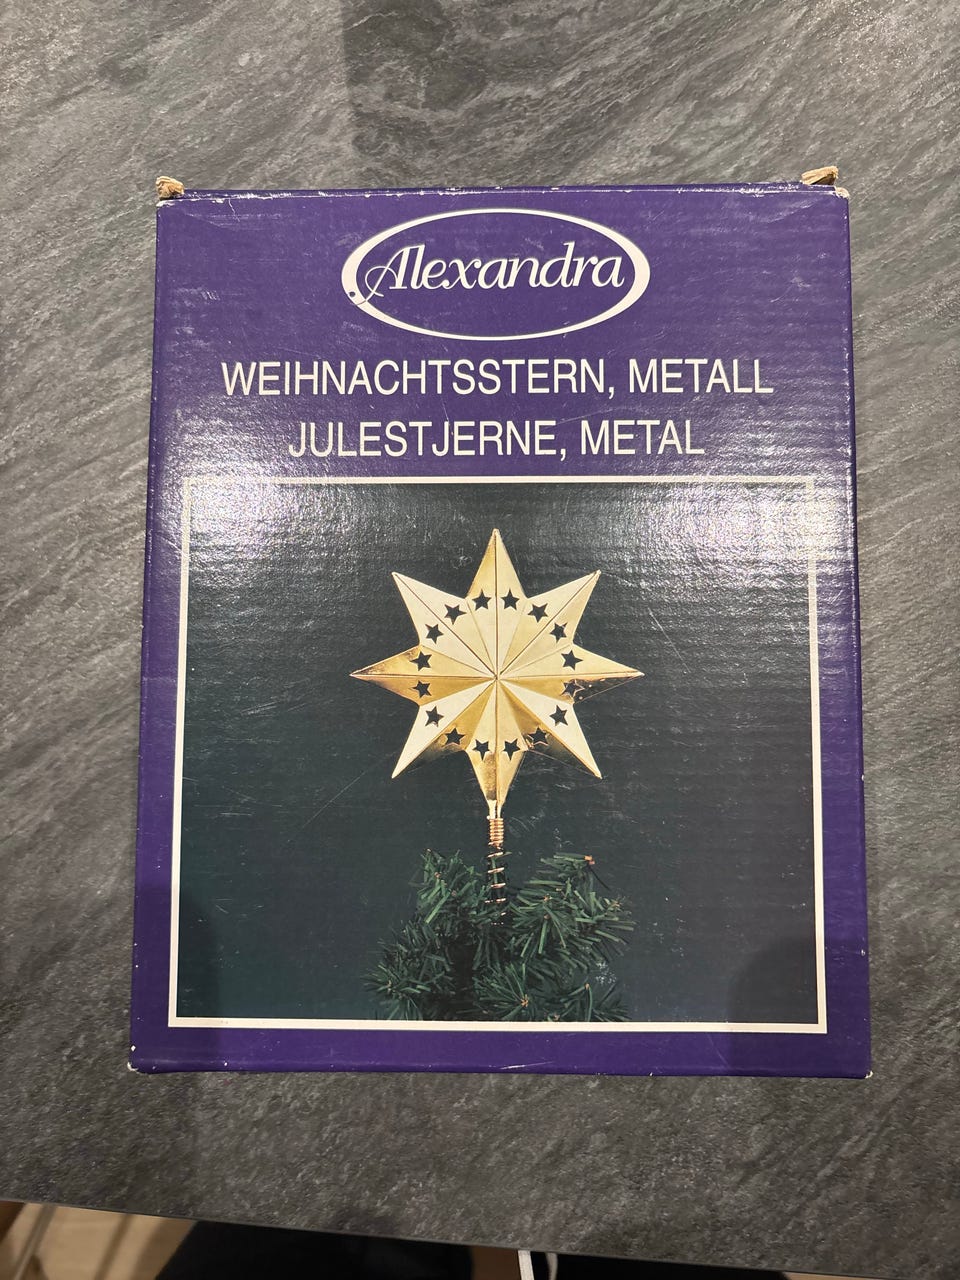 Alexandra
WEIHNACHTSSTERN, METALL
JULESTJERNE, METAL